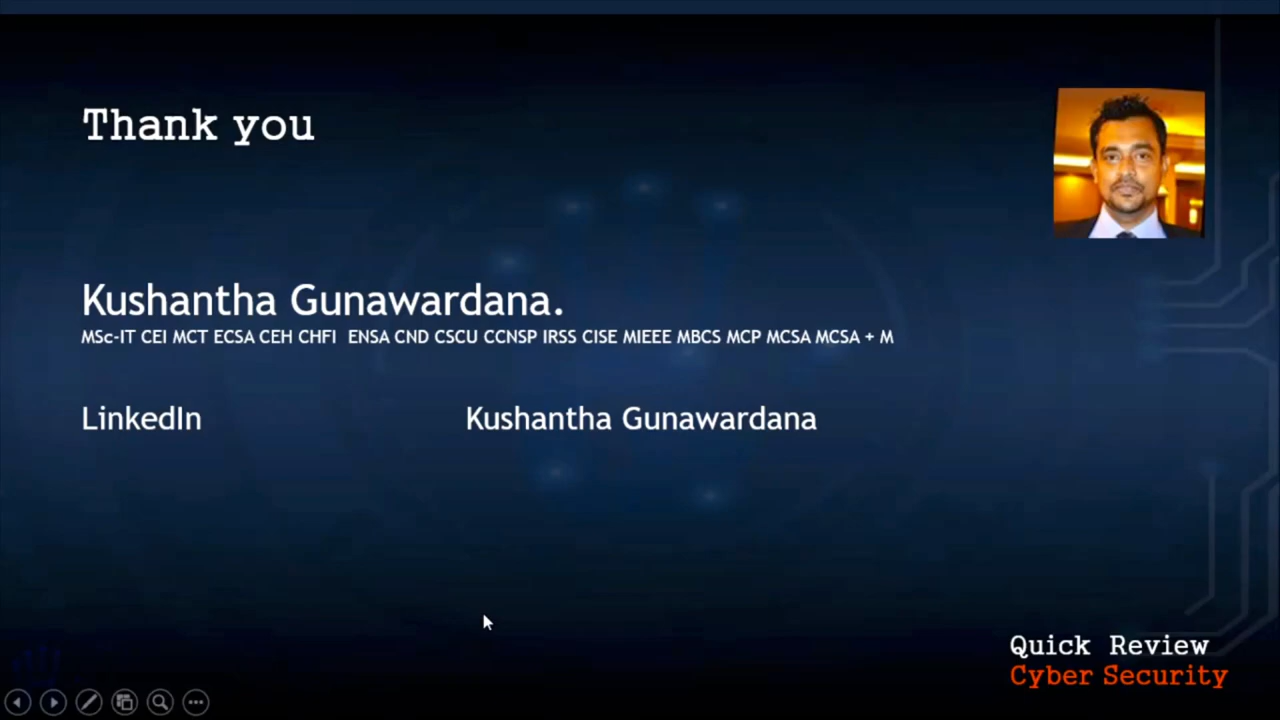 Thank you
Kushantha Gunawardana.
MSc-IT CEI MCT ECSA CEH CHFI ENSA CND CSCU CCNSP IRSS CISE MIEEE MBCS MCP MCSA MCSA + M
LinkedIn Kushantha Gunawardana
Quick Review
Cyber Security